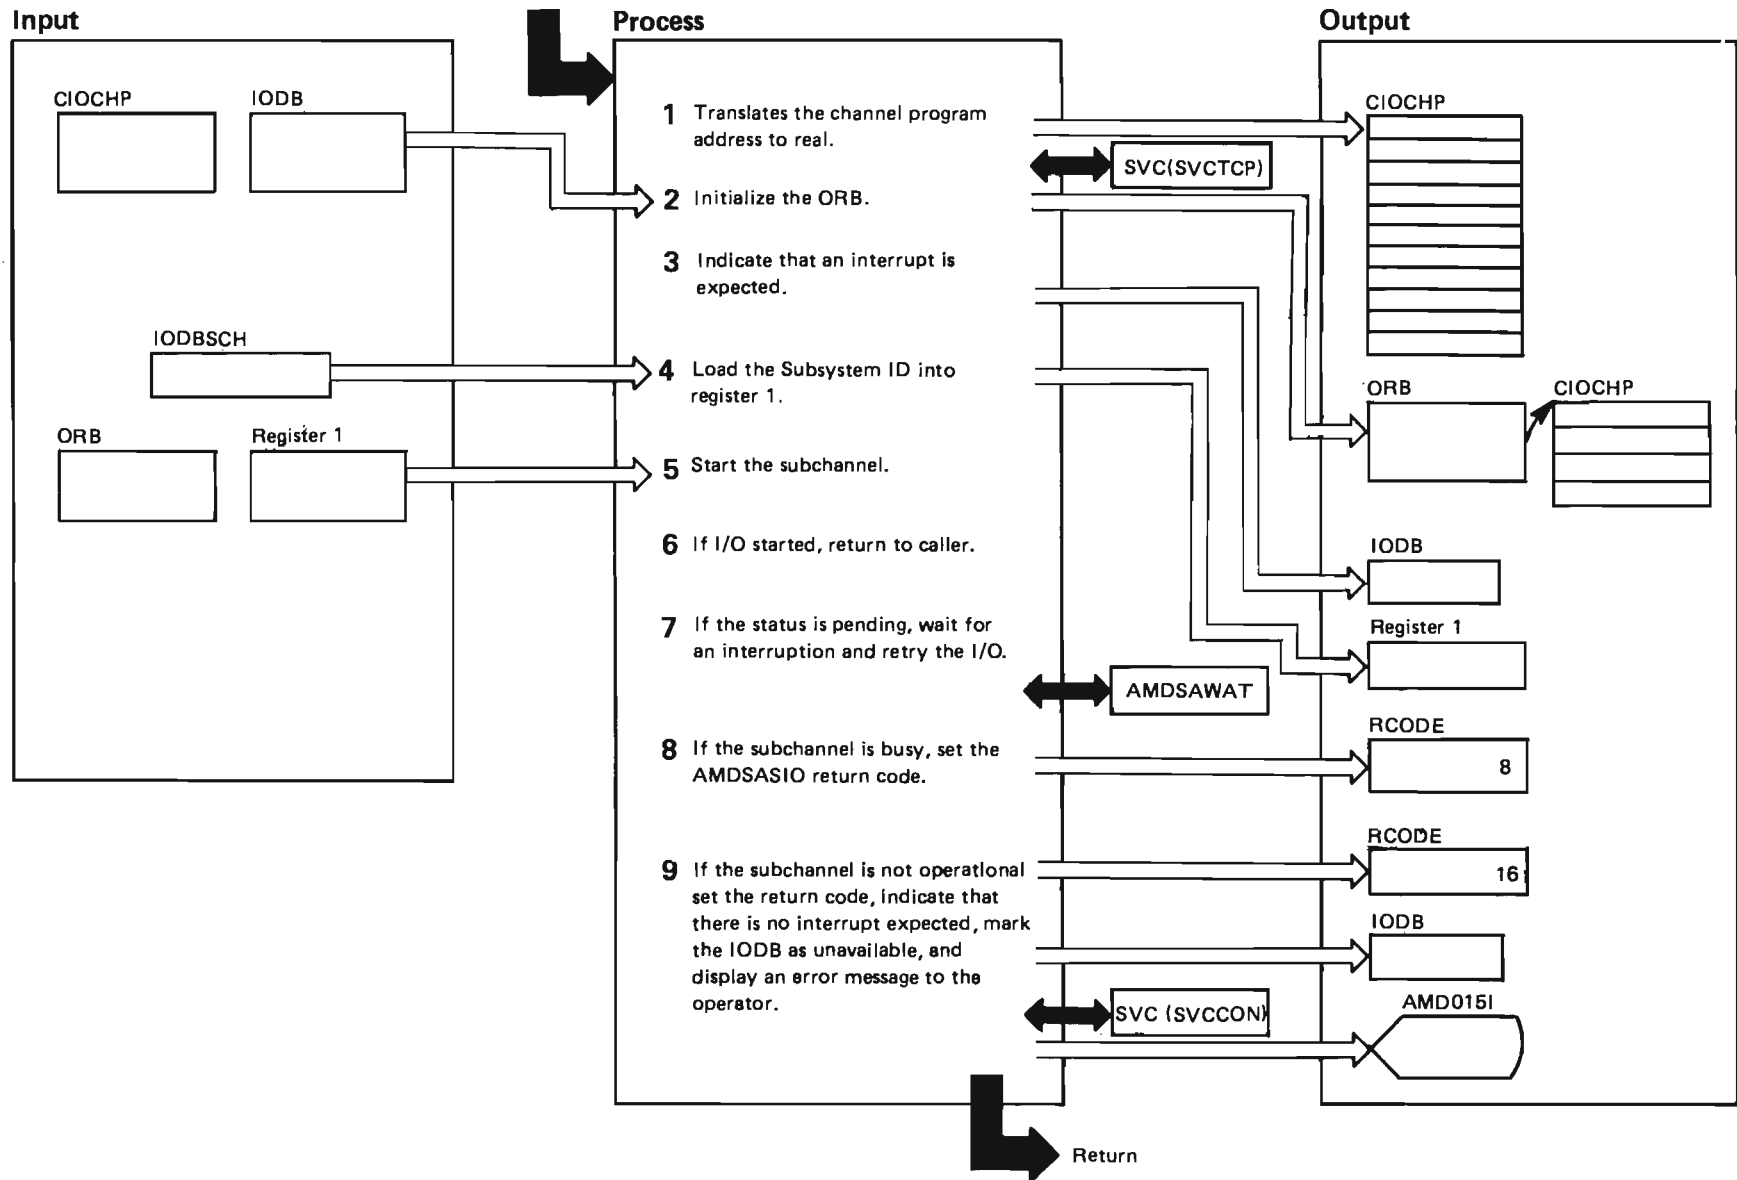 Input
CIOCHP
IODB
IODBSCH
ORB
Register 1
Process
1 Translates the channel program
address to real.
SVC(SVCTCP)
2 Initialize the ORB.
3 Indicate that an interrupt is
expected.
4 Load the Subsystem ID into
register 1.
5 Start the subchannel.
6 If I/O started, return to caller.
7 If the status is pending, wait for
an interruption and retry the I/O.
AMDSAWAT
8 If the subchannel is busy, set the
AMDSASIO return code.
9 If the subchannel is not operational
set the return code, indicate that
there is no interrupt expected, mark
the IODB as unavailable, and
display an error message to the
operator.
SVC (SVCCON)
Return
Output
CIOCHP
ORB
CIOCHP
IODB
Register 1
RCODE
8
RCODE
16
IODB
AMD015I